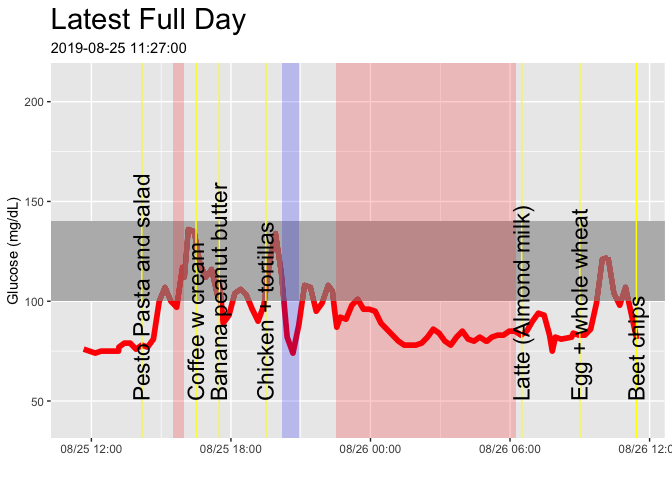 Latest Full Day
2019-08-25 11:27:00
Glucose (mg/dL)
200
150
100
50
Pesto Pasta and salad
Coffee w cream
Banana peanut butter
Chicken + tortillas
Latte (Almond milk)
Egg + whole wheat
Beet chips
08/25 12:00
08/25 18:00
08/26 00:00
08/26 06:00
08/26 12:0